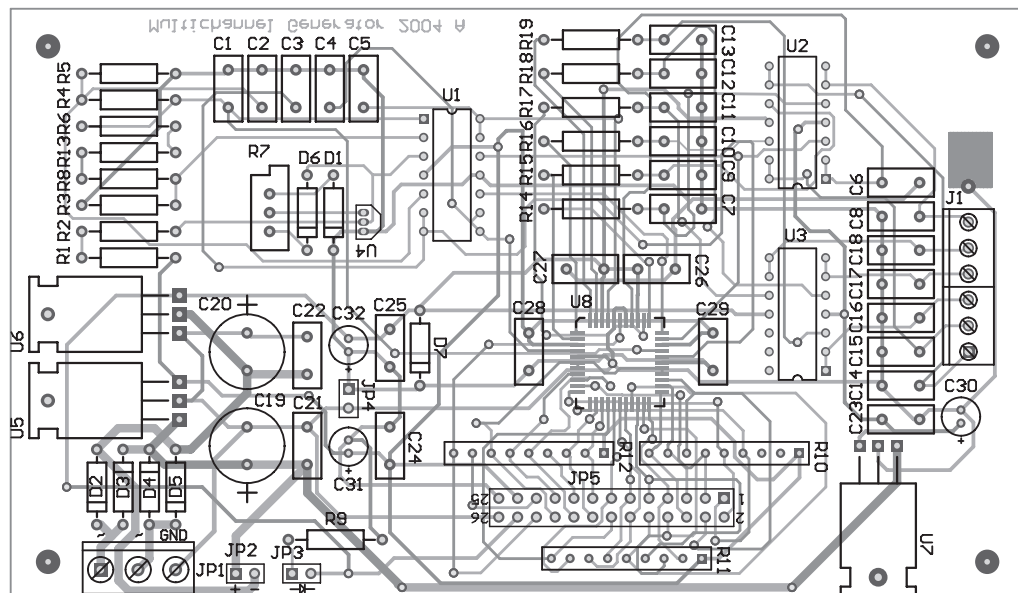 Multichannel Generator 2004 A
C1 C2 C3 C4 C5
R19
C13
U2
R5
R18
C12
R4
U1
R17
C11
R6
R16
C10
R13
R7
D6 D1
R15
C9
R8
C6
J1
R3
R14
C7
C8
R2
U4
U3
C18
R1
C27
C26
C17
C20
C22
C32
C25
C28
U8
C29
C16
U6
D7
C15
JP4
C14
C30
C19
C21
C23
+
U5
C24
R12
R10
+
C31
JP5
D2
D3
D4
D5
25
1
26
2
R9
~
~
GND
U7
JP1
JP2
JP3
R11
+ -